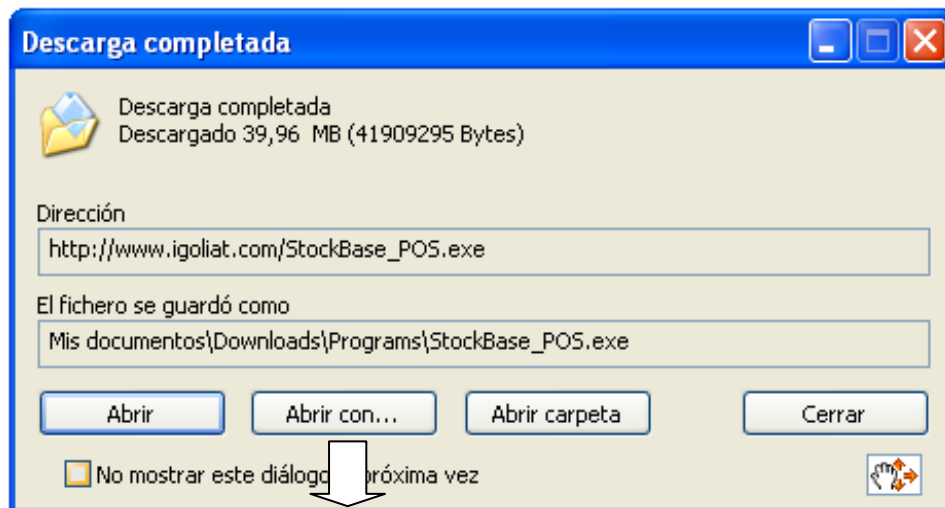 Descarga completada
Descarga completada
Descargado 39,96 MB (41909295 Bytes)
Dirección
http://www.igoliat.com/StockBase_POS.exe
El fichero se guardó como
Mis documentos\Downloads\Programs\StockBase_POS.exe
Abrir Abrir con... Abrir carpeta Cerrar
No mostrar este diálogo próxima vez